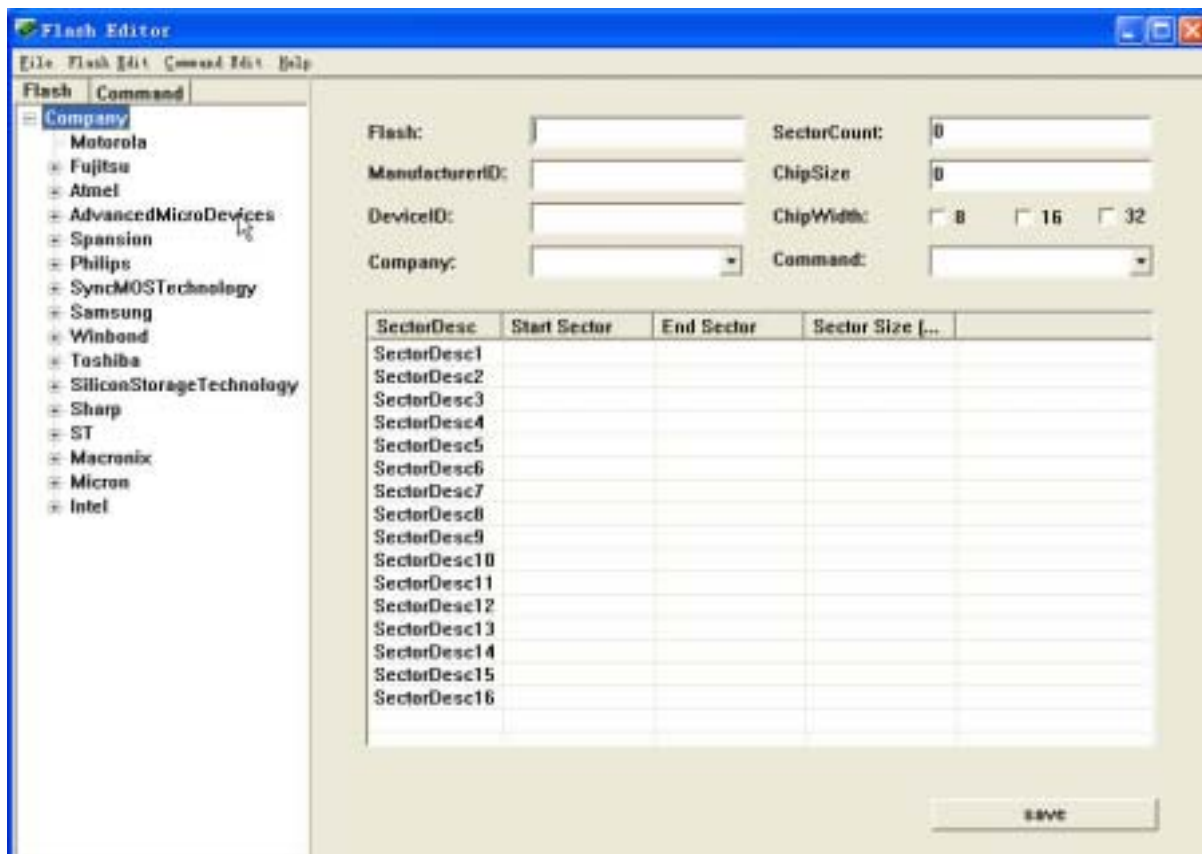 Flash Editor
File Flash Edit Command Edit Help
Flash Command
Company
Motorola
Fujitsu
Atmel
AdvancedMicroDevices
Spansion
Philips
SyncMOSTechnology
Samsung
Winbond
Toshiba
SiliconStorageTechnology
Sharp
ST
Macronix
Micron
Intel
Flash:
SectorCount: 0
ManufacturerID:
ChipSize 0
DeviceID:
ChipWidth: 8 16 32
Company:
Command:
SectorDesc Start Sector End Sector Sector Size (...
SectorDesc1
SectorDesc2
SectorDesc3
SectorDesc4
SectorDesc5
SectorDesc6
SectorDesc7
SectorDesc8
SectorDesc9
SectorDesc10
SectorDesc11
SectorDesc12
SectorDesc13
SectorDesc14
SectorDesc15
SectorDesc16
save